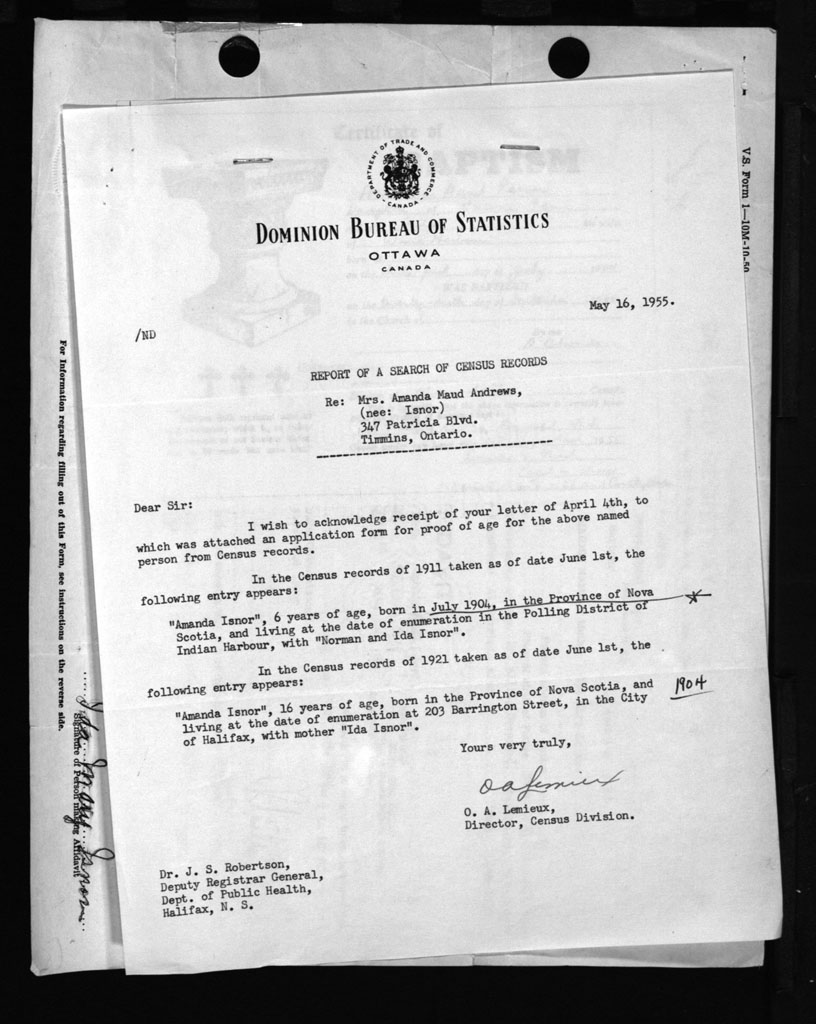 DEPARTMENT OF TRADE AND COMMERCE
CANADA
DOMINION BUREAU OF STATISTICS
OTTAWA
CANADA
May 16, 1955.
/ND
REPORT OF A SEARCH OF CENSUS RECORDS
Re: Mrs. Amanda Maud Andrews,
(nee: Isnor)
347 Patricia Blvd.
Timmins, Ontario.
Dear Sir:
I wish to acknowledge receipt of your letter of April 4th, to
which was attached an application form for proof of age for the above named
person from Census records.
In the Census records of 1911 taken as of date June 1st, the
following entry appears:
"Amanda Isnor", 6 years of age, born in July 1904, in the Province of Nova
Scotia, and living at the date of enumeration in the Polling District of
Indian Harbour, with "Norman and Ida Isnor".
In the Census records of 1921 taken as of date June 1st, the
following entry appears:
"Amanda Isnor", 16 years of age, born in the Province of Nova Scotia, and
living at the date of enumeration at 203 Barrington Street, in the City
of Halifax, with mother "Ida Isnor".
1904
Yours very truly,
O A Lemieux
O. A. Lemieux,
Director, Census Division.
Dr. J. S. Robertson,
Deputy Registrar General,
Dept. of Public Health,
Halifax, N. S.
V.S. Form 1—10M-10-50
For Information regarding filling out of this Form, see instructions on the reverse side.
Ida Mary Isnor
Signature of Person making Affidavit
Certificate of
BAPTISM